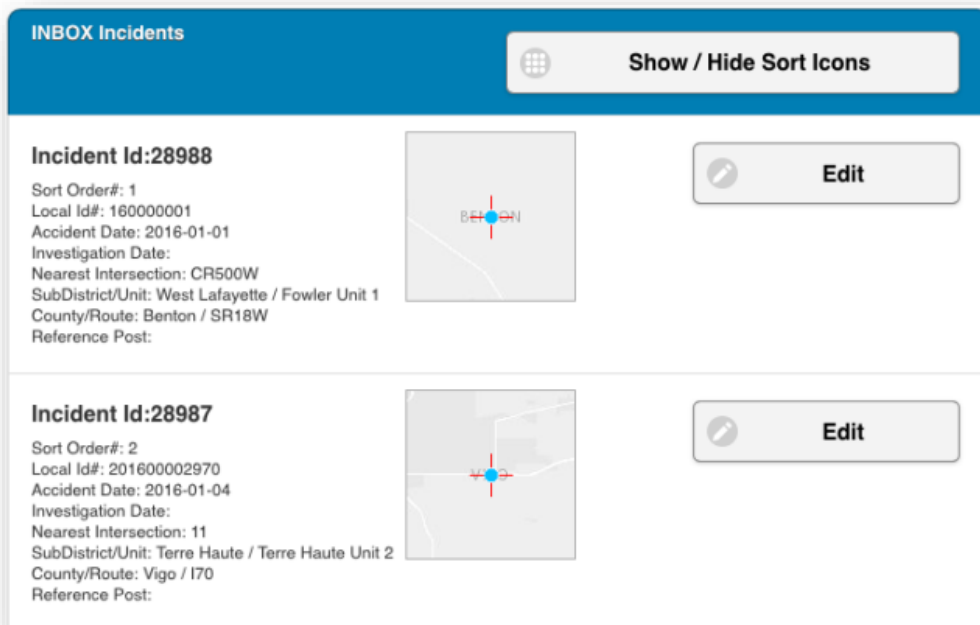 INBOX Incidents
Show / Hide Sort Icons
Incident Id:28988
Sort Order#: 1
Local Id#: 160000001
Accident Date: 2016-01-01
Investigation Date:
Nearest Intersection: CR500W
SubDistrict/Unit: West Lafayette / Fowler Unit 1
County/Route: Benton / SR18W
Reference Post:
Edit
Incident Id:28987
Sort Order#: 2
Local Id#: 201600002970
Accident Date: 2016-01-04
Investigation Date:
Nearest Intersection: 11
SubDistrict/Unit: Terre Haute / Terre Haute Unit 2
County/Route: Vigo / I70
Reference Post:
Edit